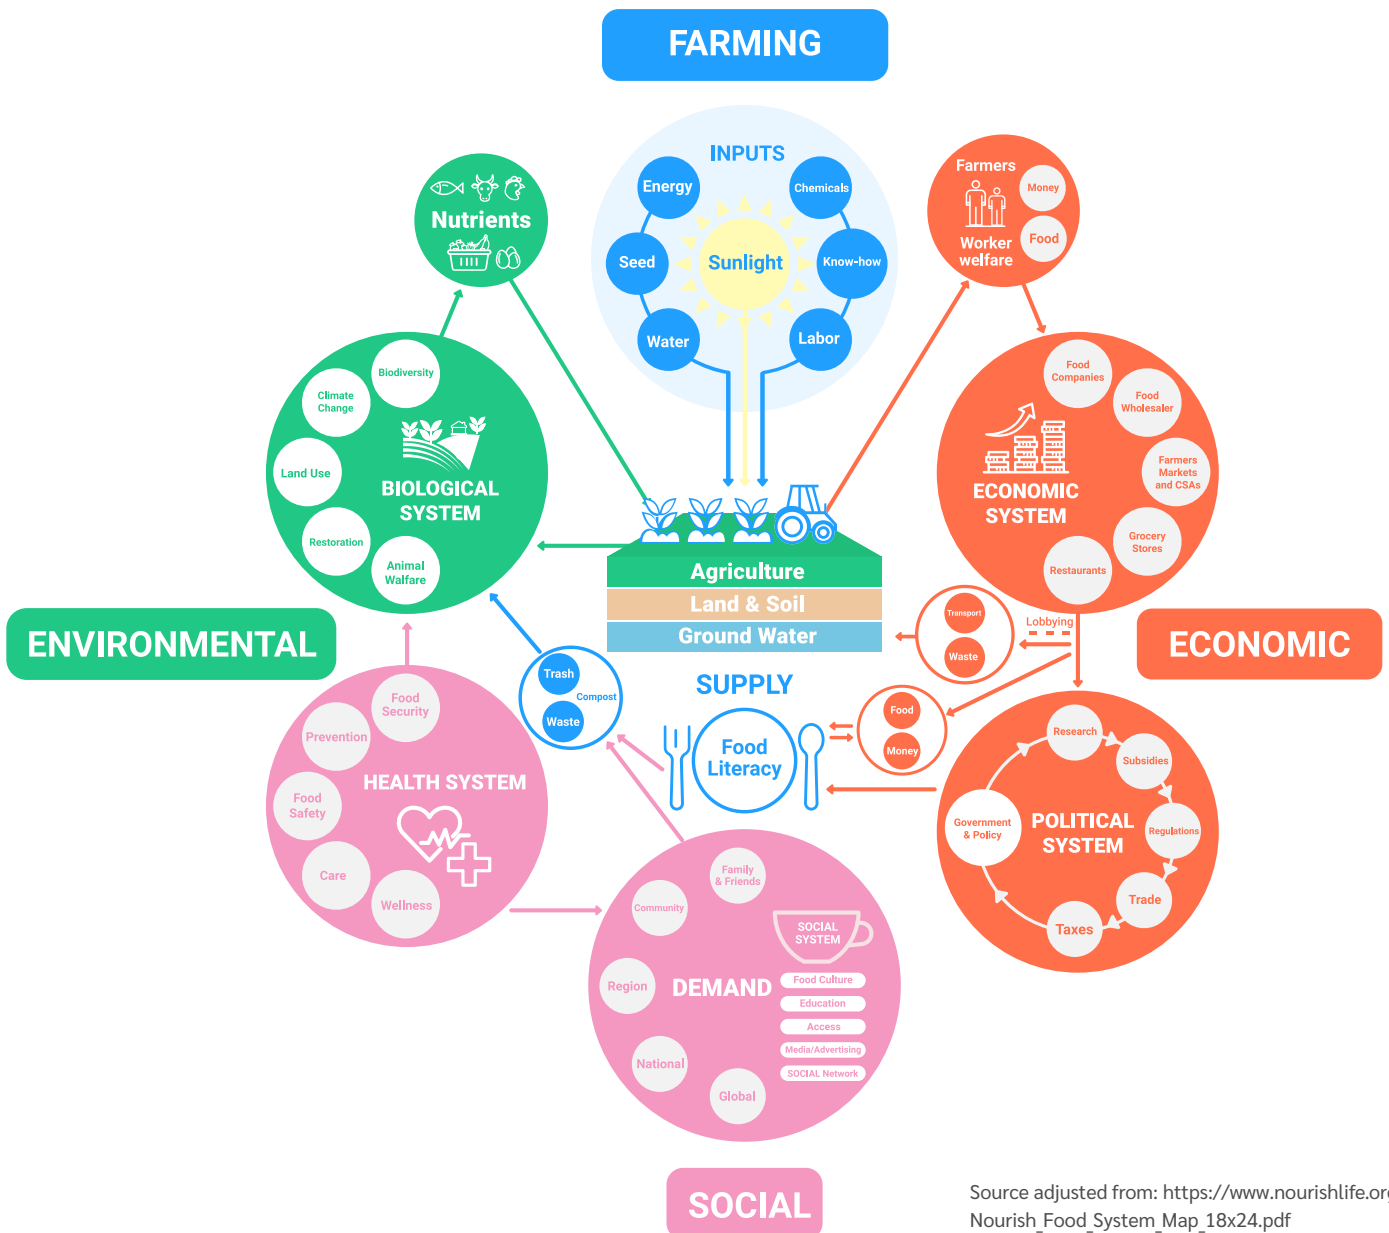 FARMING
INPUTS
Energy
Chemicals
Seed
Sunlight
Know-how
Water
Labor
Nutrients
Farmers
Money
Food
Worker
welfare
Biodiversity
Climate
Change
Land Use
BIOLOGICAL
SYSTEM
Restoration
Animal
Walfare
Food
Companies
Food
Wholesaler
Farmers
Markets
and CSAs
ECONOMIC
SYSTEM
Grocery
Stores
Restaurants
Agriculture
Land & Soil
Ground Water
ENVIRONMENTAL
ECONOMIC
Transport
Waste
Lobbying
Trash
Compost
Waste
SUPPLY
Food
Literacy
Food
Money
Food
Security
Prevention
HEALTH SYSTEM
Food
Safety
Care
Wellness
Research
Subsidies
Government
& Policy
POLITICAL
SYSTEM
Regulations
Trade
Taxes
Family
& Friends
Community
SOCIAL
SYSTEM
Region
DEMAND
Food Culture
Education
Access
Media/Advertising
SOCIAL Network
National
Global
SOCIAL
Source adjusted from: https://www.nourishlife.org
Nourish_Food_System_Map_18x24.pdf